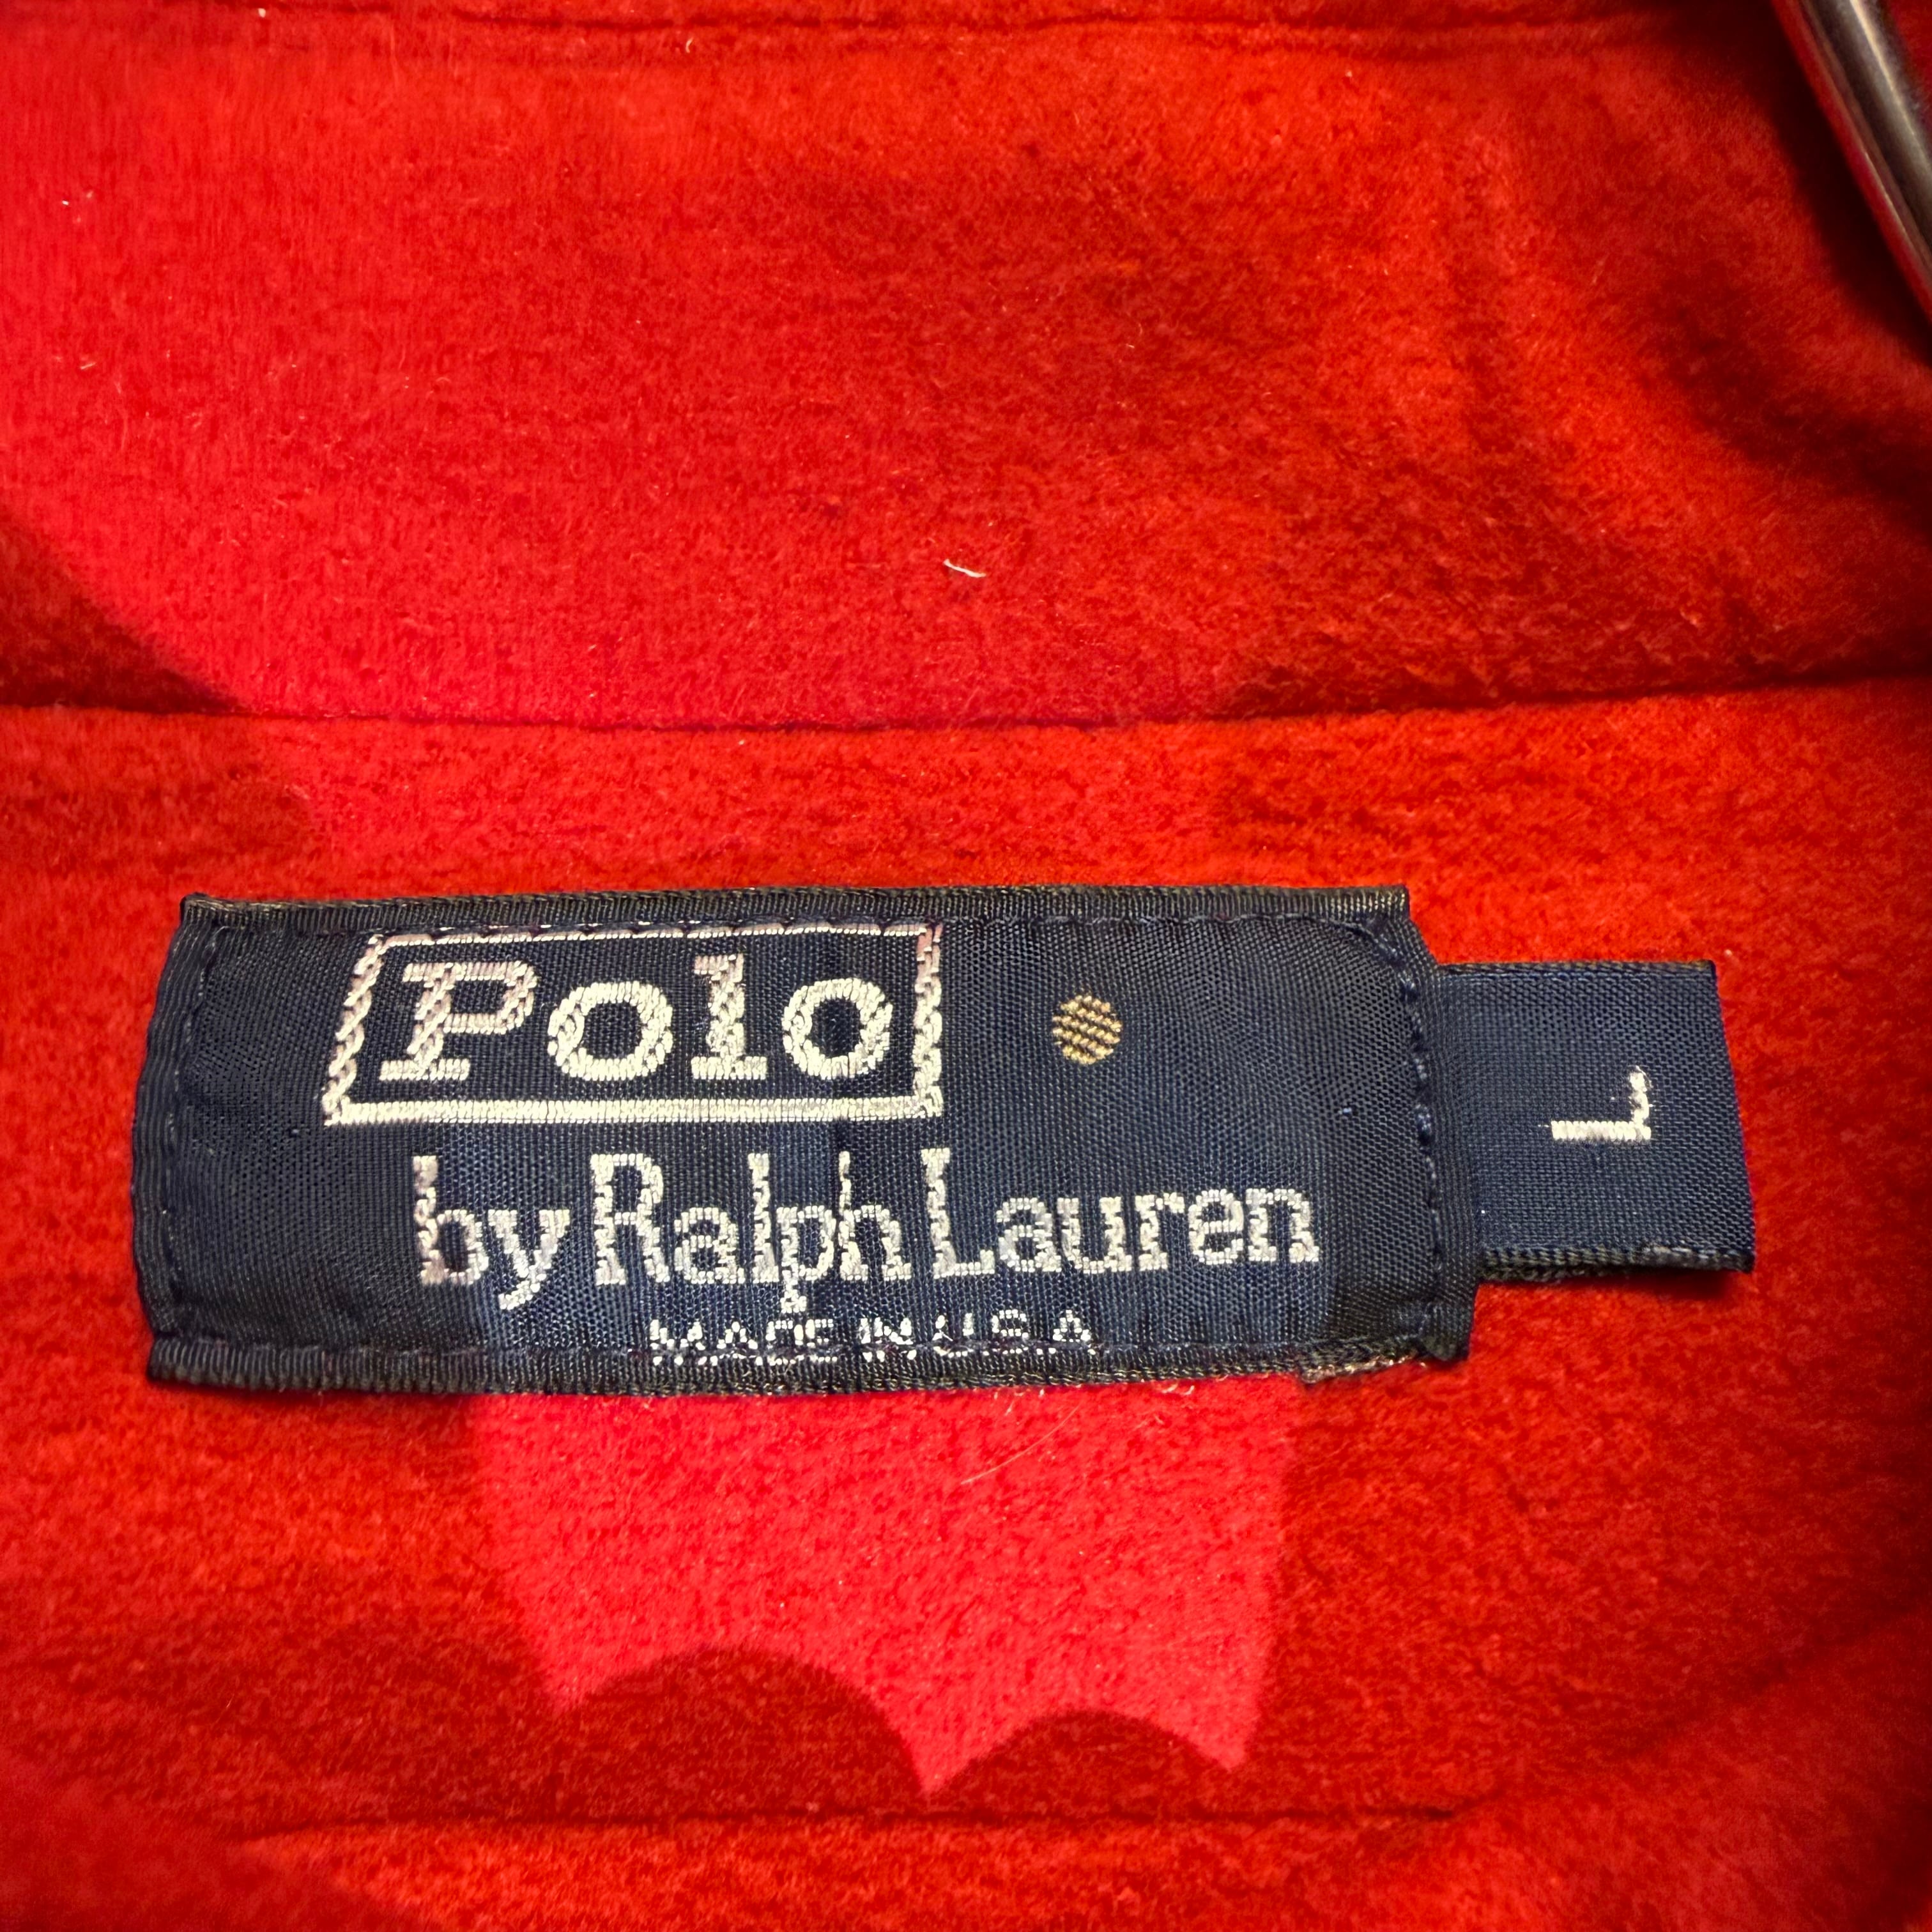 Polo
by Ralph Lauren
MADE IN U.S.A
L